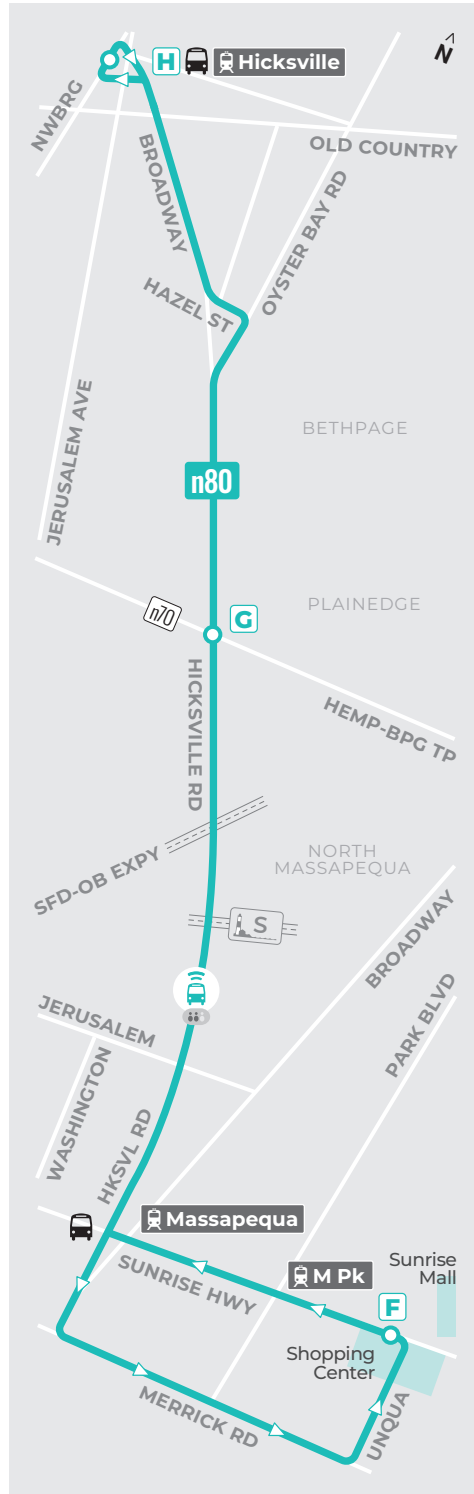 N
H Hicksville
NWBRG
OLD COUNTRY
BROADWAY
OYSTER BAY RD
HAZEL ST
JERUSALEM AVE
BETHPAGE
n80
PLAINEDGE
n70
G
HICKSVILLE RD
HEMP-BPG TP
SFD-OB EXPY
NORTH
MASSAPEQUA
S
BROADWAY
PARK BLVD
JERUSALEM
WASHINGTON
HKSVL RD
Massapequa
SUNRISE HWY
M Pk
Sunrise
Mall
F
Shopping
Center
MERRICK RD
UNQUA